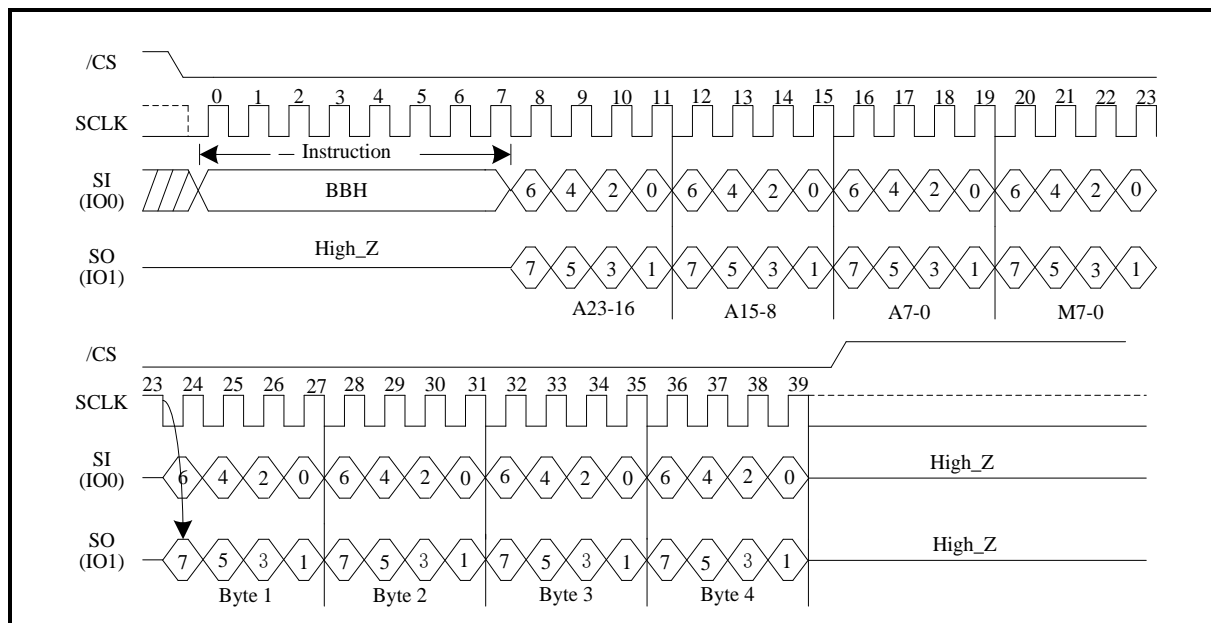 /CS
0 1 2 3 4 5 6 7 8 9 10 11 12 13 14 15 16 17 18 19 20 21 22 23
SCLK
Instruction
SI
(IO0)
BBH
6 4 2 0 6 4 2 0 6 4 2 0 6 4 2 0
SO
(IO1)
High_Z
7 5 3 1 7 5 3 1 7 5 3 1 7 5 3 1
A23-16 A15-8 A7-0 M7-0
/CS
23 24 25 26 27 28 29 30 31 32 33 34 35 36 37 38 39
SCLK
SI
(IO0)
6 4 2 0 6 4 2 0 6 4 2 0 6 4 2 0
High_Z
SO
(IO1)
7 5 3 1 7 5 3 1 7 5 3 1 7 5 3 1
High_Z
Byte 1 Byte 2 Byte 3 Byte 4